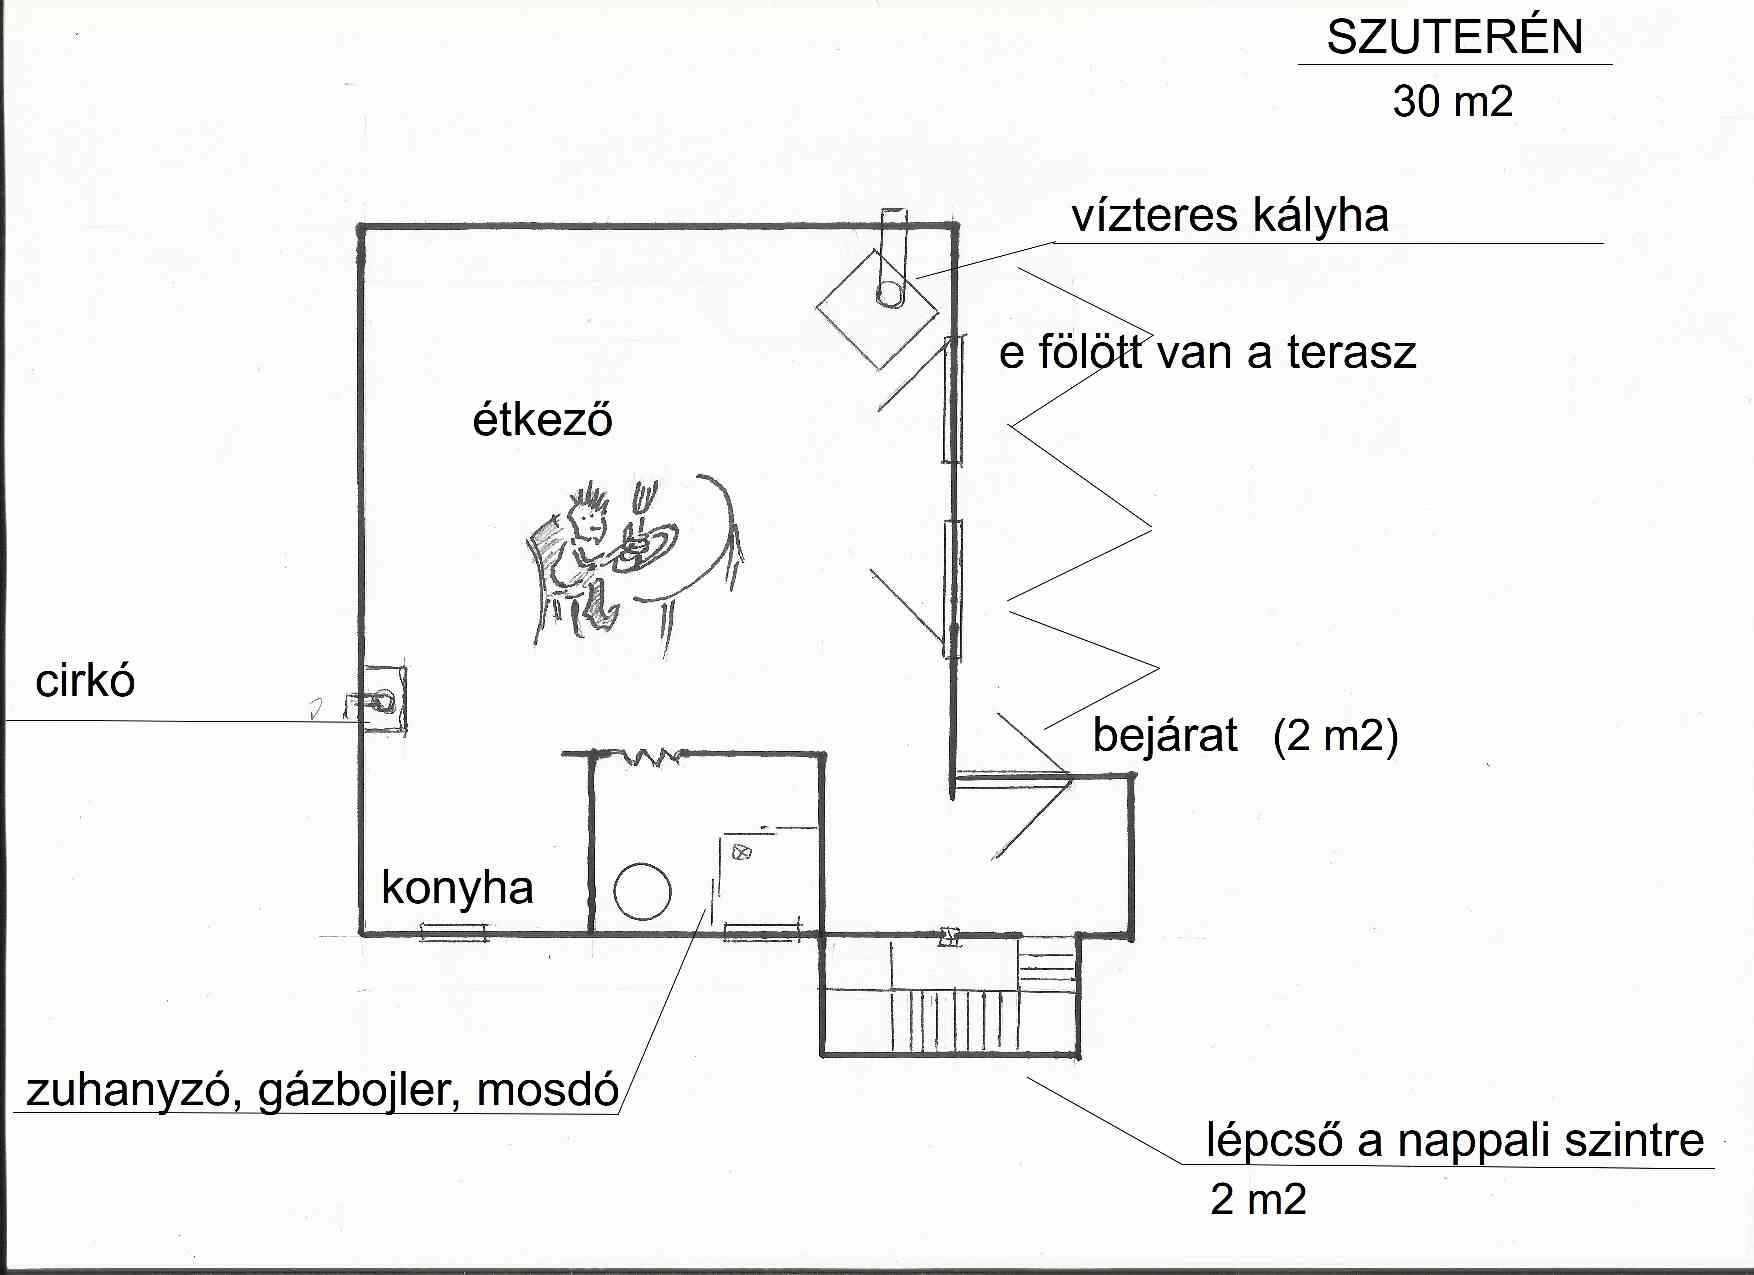 SZUTERÉN
30 m2
vízteres kályha
e fölött van a terasz
étkező
cirkó
bejárat (2 m2)
konyha
zuhanyzó, gázbojler, mosdó
lépcső a nappali szintre
2 m2